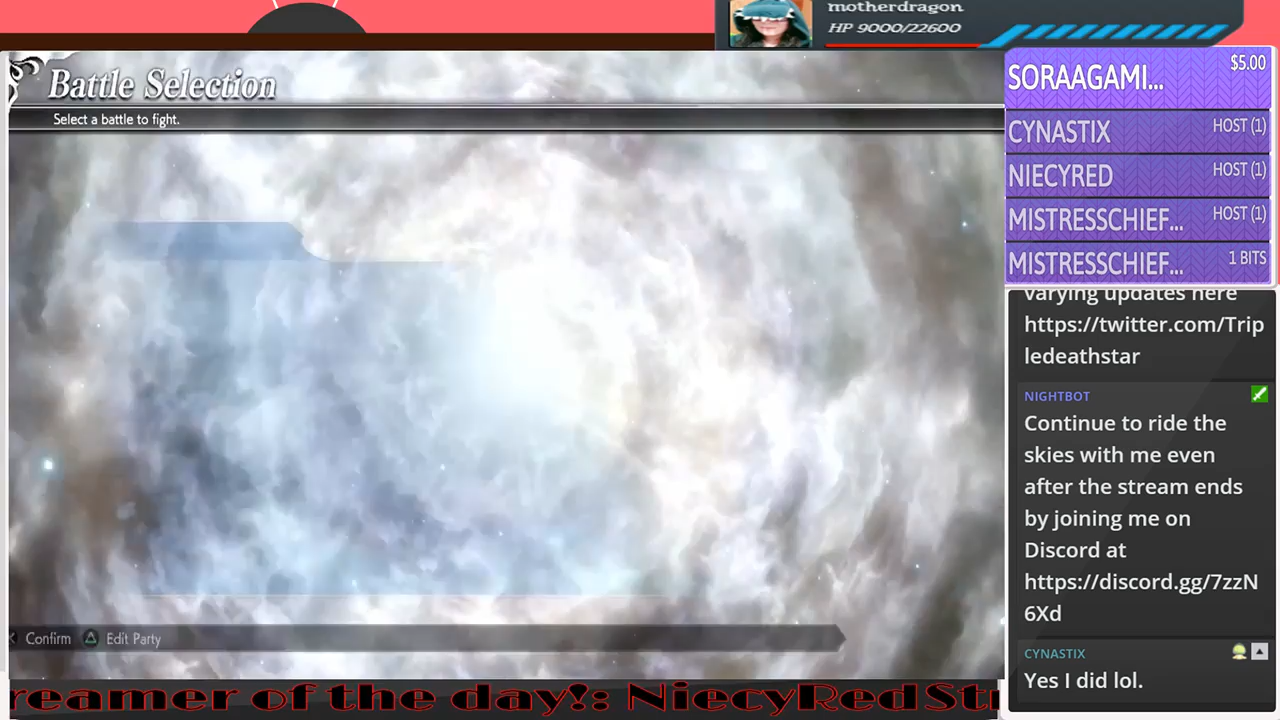 motherdragon
HP 9000/22600
Battle Selection
Select a battle to fight.
Confirm
Edit Party
SORAAGAMI... $5.00
CYNASTIX HOST (1)
NIECYRED HOST (1)
MISTRESSCHIEF... HOST (1)
MISTRESSCHIEF... 1 BITS
varying updates here
https://twitter.com/Trip
ledeathstar
NIGHTBOT
Continue to ride the
skies with me even
after the stream ends
by joining me on
Discord at
https://discord.gg/7zzN
6Xd
CYNASTIX
Yes I did lol.
reamer of the day!: NiecyRed Str